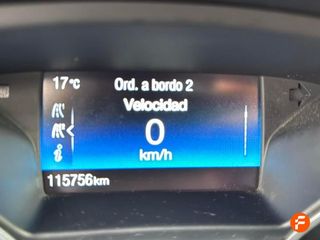 17°C
Ord. a bordo 2
Velocidad
0
km/h
115756km